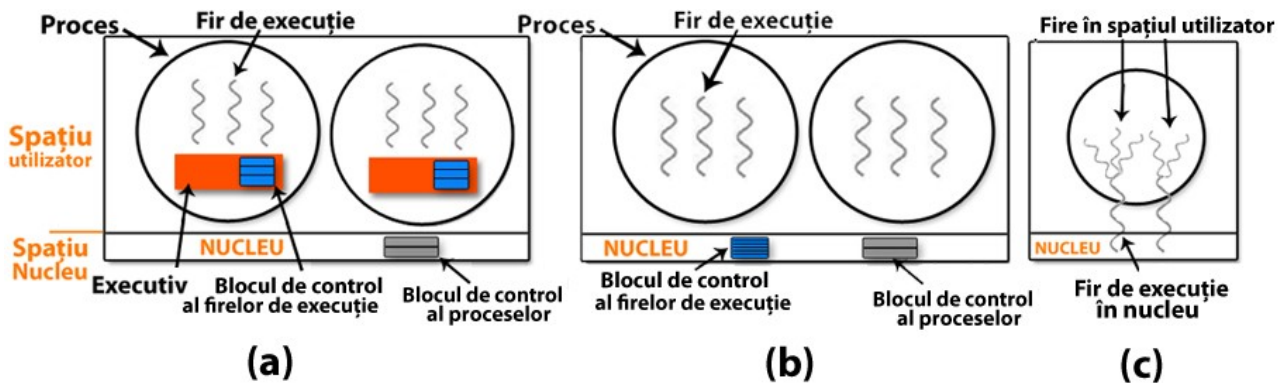 Proces
Fir de execuție
Spațiu
utilizator
Spațiu
Nucleu
NUCLEU
Executiv
Blocul de control
al firelor de execuție
Blocul de control
al proceselor
(a)
Proces
Fir de execuție
NUCLEU
Blocul de control
al firelor de execuție
Blocul de control
al proceselor
(b)
Fire în spațiul utilizator
NUCLEU
Fir de execuție
în nucleu
(c)